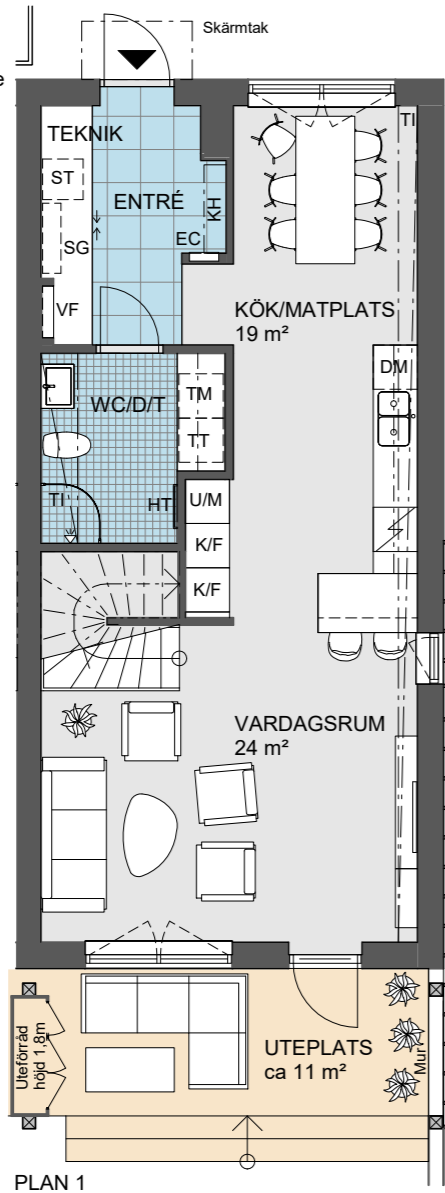 Skärmtak
e
TEKNIK
TI
ST
ENTRÉ
KH
SG
EC
VF
KÖK/MATPLATS
19 m²
DM
WC/D/T
TM
TT
TI
HT
U/M
K/F
K/F
VARDAGSRUM
24 m²
Uteförråd
höjd 1,8m
UTEPLATS
ca 11 m²
Mur
PLAN 1